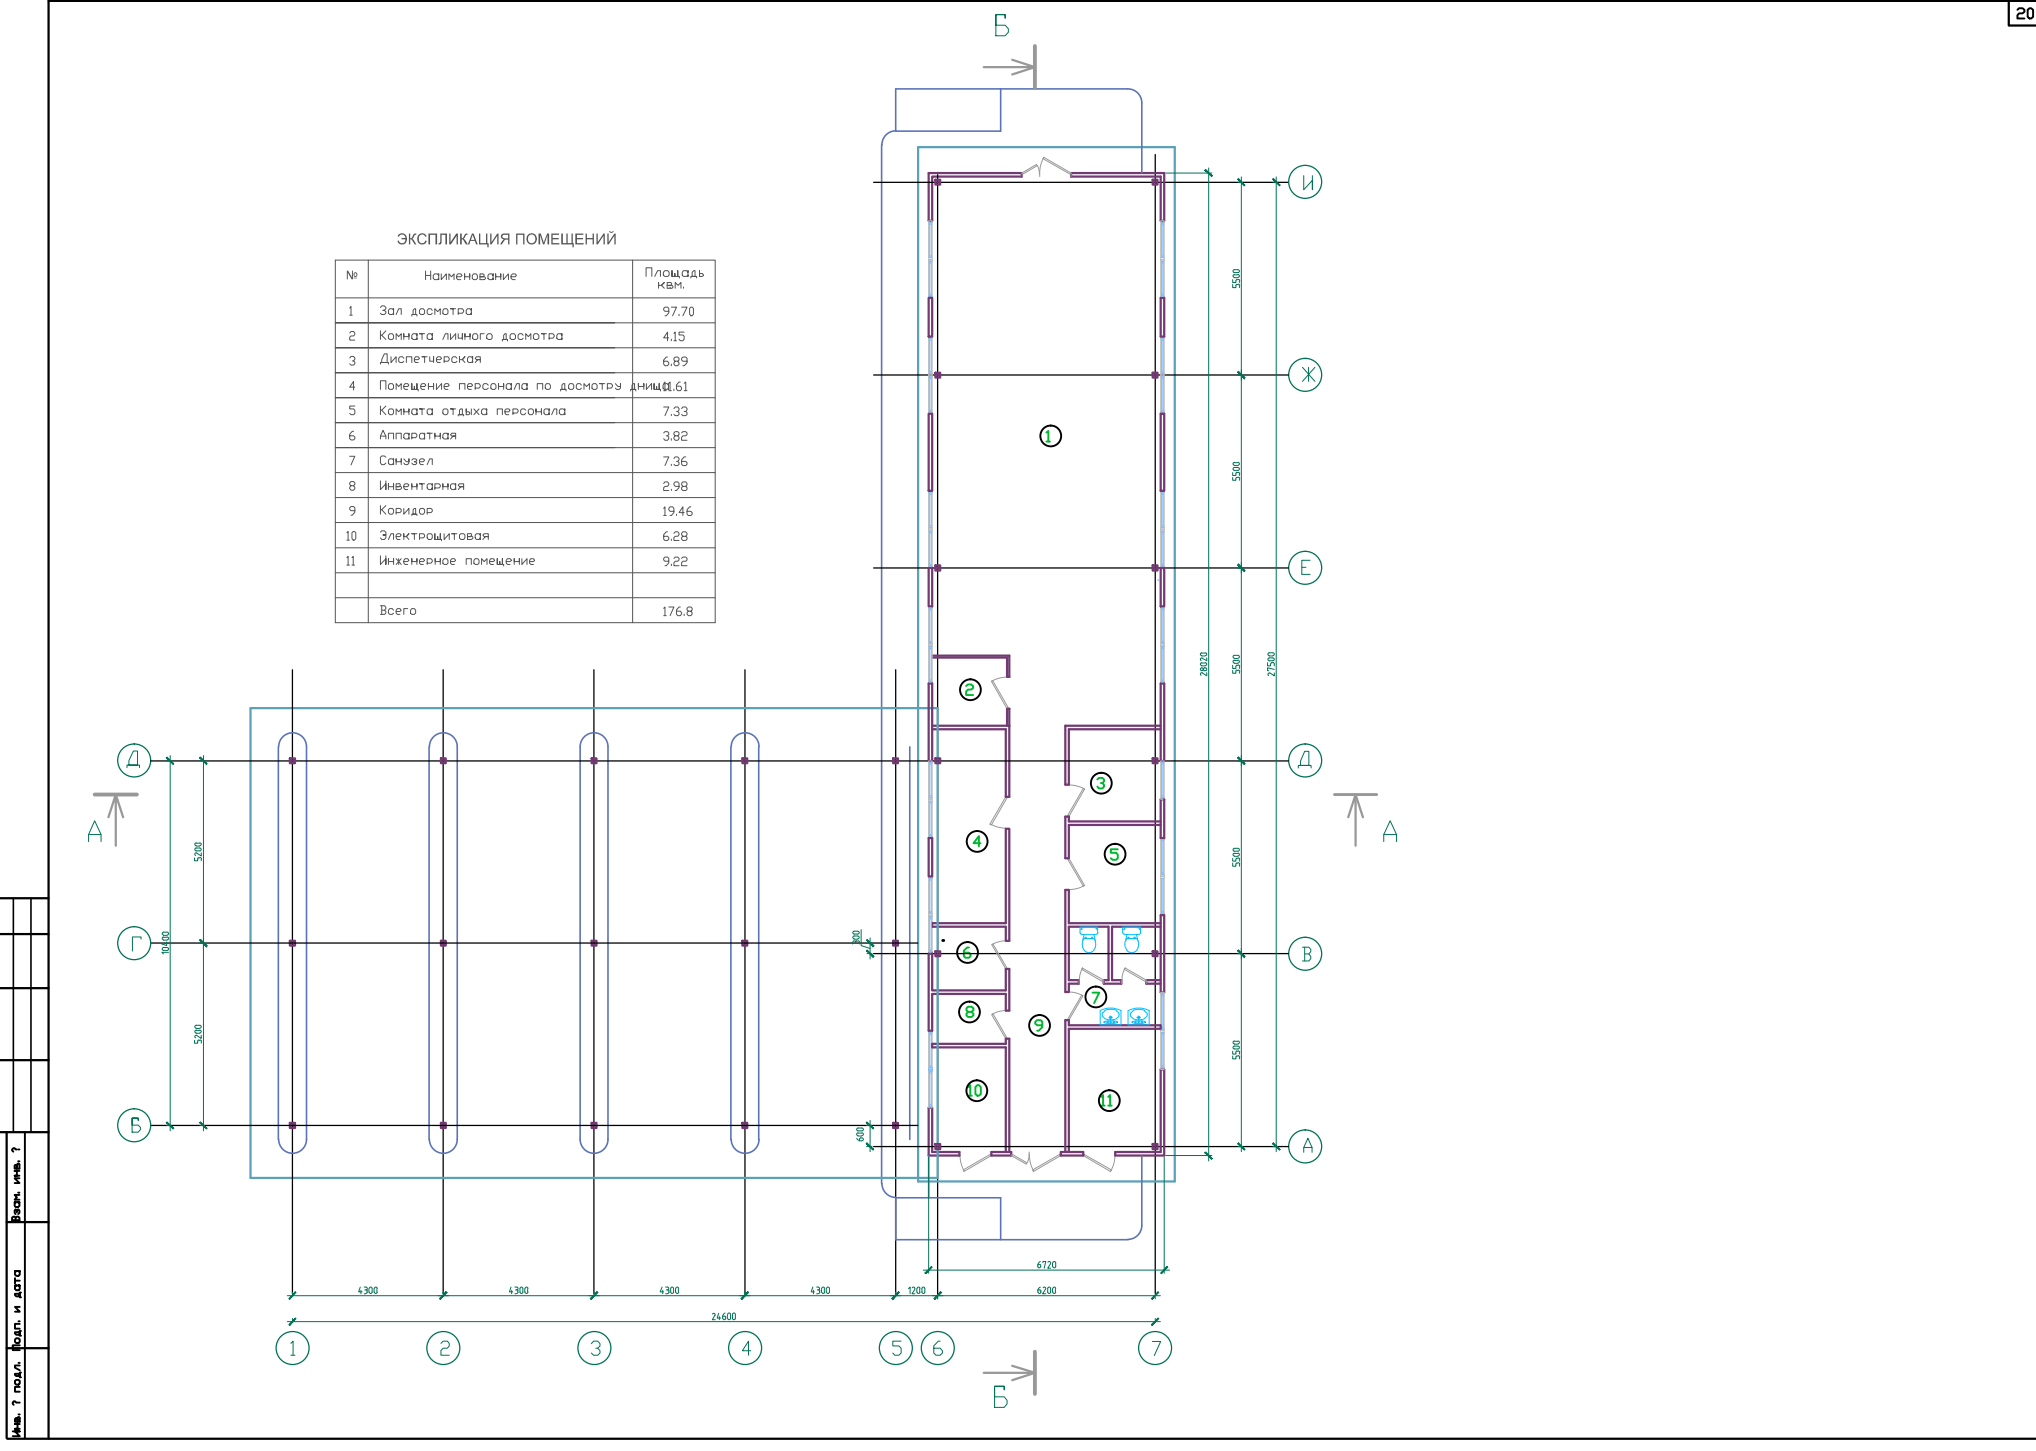 20
Б
ЭКСПЛИКАЦИЯ ПОМЕЩЕНИЙ
№ Наименование Площадь
квм.
1 Зал досмотра 97.70
2 Комната личного досмотра 4.15
3 Диспетчерская 6.89
4 Помещение персонала по досмотру днища 11.61
5 Комната отдыха персонала 7.33
6 Аппаратная 3.82
7 Санузел 7.36
8 Инвентарная 2.98
9 Коридор 19.46
10 Электрощитовая 6.28
11 Инженерное помещение 9.22
Всего 176.8
И
5500
Ж
1
5500
Е
28020
5500
27500
2
Д
Д
3
А
А
4
5200
5
5500
Г
10400
300
6
В
7
8
9
5200
5500
10
11
Б
600
А
6720
4300
4300
4300
4300
1200
6200
24600
1
2
3
4
5
6
7
Б
Взам. инв. ?
Подп. и дата
Инв. ? подл.